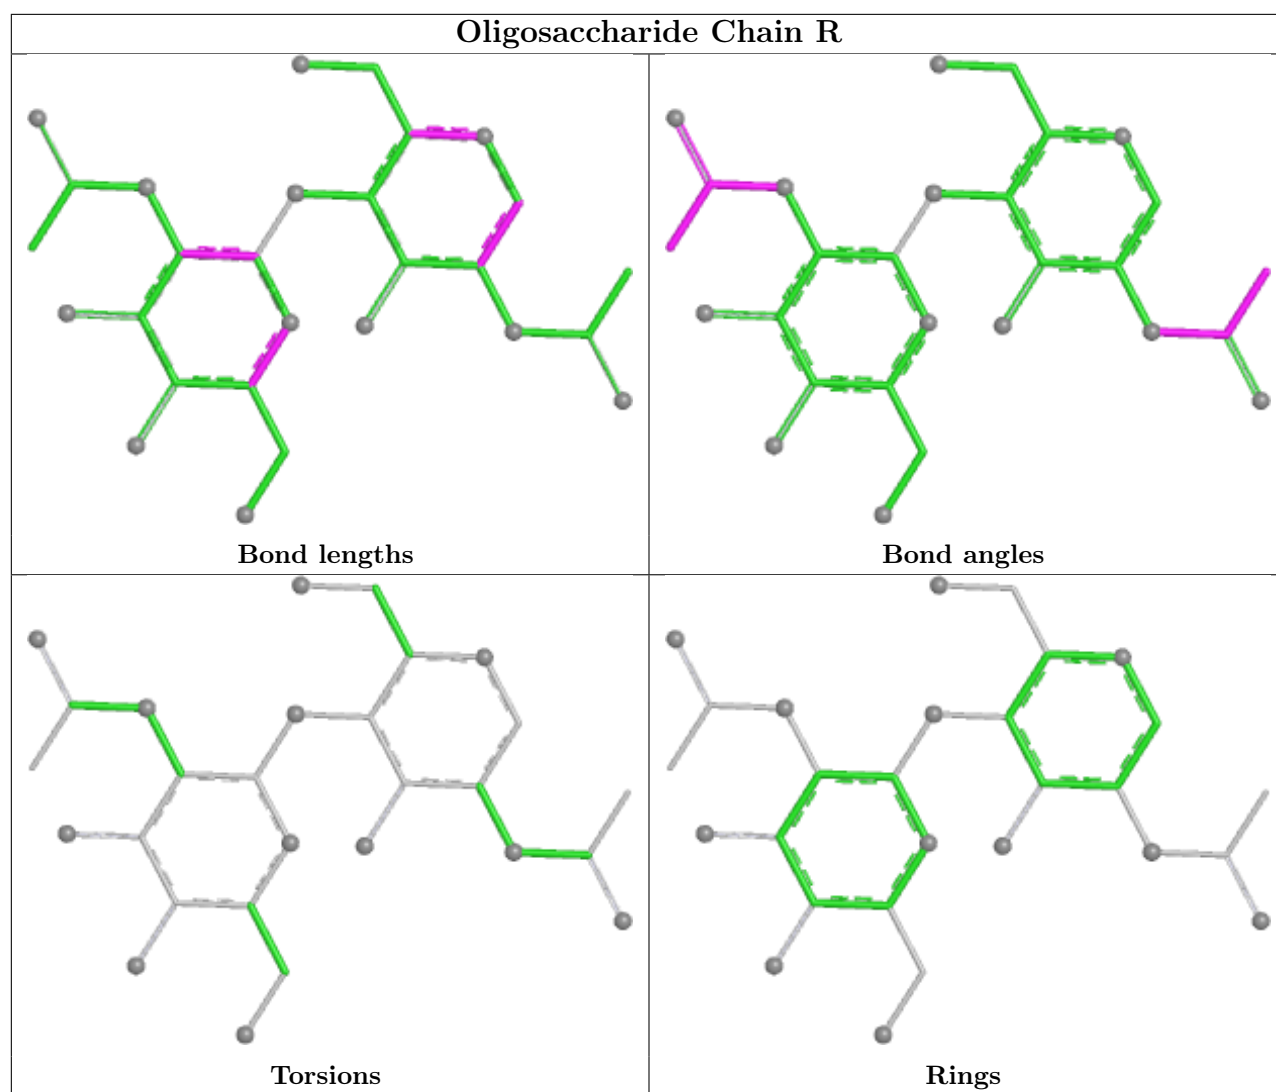 Oligosaccharide Chain R
Bond lengths
Bond angles
Torsions
Rings